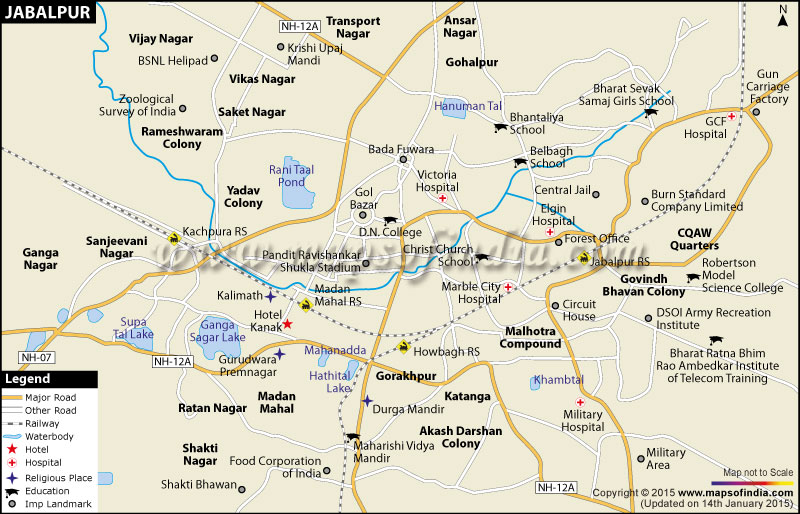 JABALPUR
N
NH-12A
Transport
Nagar
Ansar
Nagar
Vijay Nagar
BSNL Helipad
Krishi Upaj
Mandi
Gohalpur
Vikas Nagar
Bharat Sevak
Samaj Girls School
Gun
Carriage
Factory
Zoological
Survey of India
Saket Nagar
Hanuman Tal
Bhantaliya
School
GCF
Hospital
Rameshwaram
Colony
Bada Fuwara
Belbagh
School
Rani Taal
Pond
Victoria
Hospital
Yadav
Colony
Gol
Bazar
Central Jail
Burn Standard
Company Limited
Elgin
Hospital
D.N. College
Kachpura RS
Sanjeevani
Nagar
Ganga
Nagar
Forest Office
CQAW
Quarters
Christ Church
School
Pandit Ravishankar
Shukla Stadium
Jabalpur RS
www.mapsofindia.com
Robertson
Model
Science College
Govindh
Bhavan Colony
Kalimath
Madan
Mahal RS
Marble City
Hospital
Circuit
House
Hotel
Kanak
DSOI Army Recreation
Institute
Supa
Tal Lake
Ganga
Sagar Lake
Malhotra
Compound
Mahanadda
Howbagh RS
Bharat Ratna Bhim
Rao Ambedkar Institute
of Telecom Training
NH-07
NH-12A
Gurudwara
Premnagar
Hathital
Lake
Gorakhpur
Khambtal
Legend
Major Road
Other Road
Railway
Waterbody
Hotel
Hospital
Religious Place
Education
Imp Landmark
Ratan Nagar
Madan
Mahal
Durga Mandir
Katanga
Military
Hospital
Akash Darshan
Colony
Maharishi Vidya
Mandir
Shakti
Nagar
Food Corporation
of India
Shakti Bhawan
Military
Area
NH-12A
Map not to Scale
Copyright © 2015 www.mapsofindia.com
(Updated on 14th January 2015)